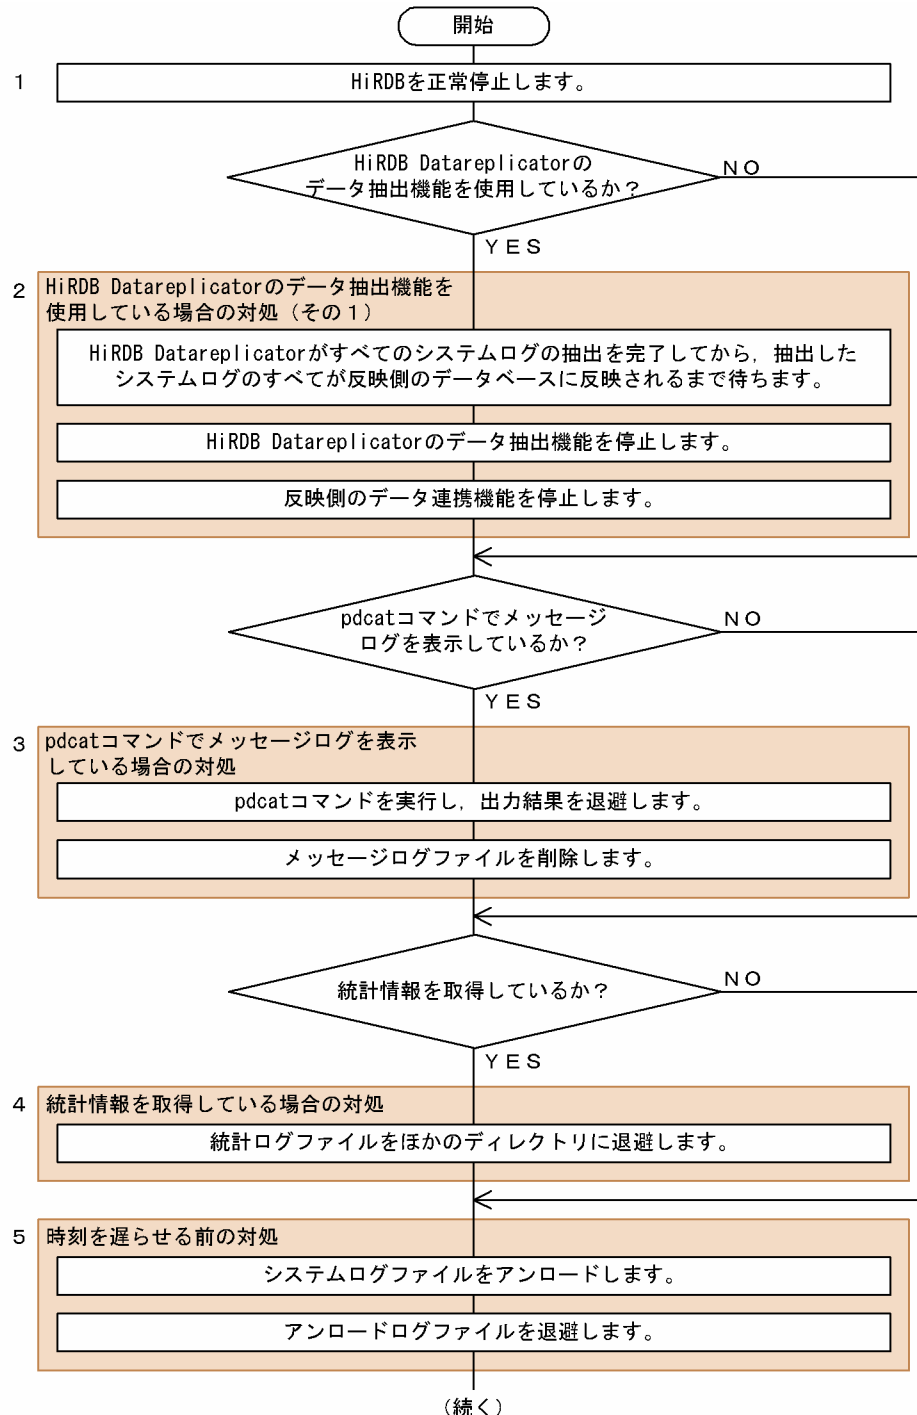 開始
1
HiRDBを正常停止します。
HiRDB Datareplicatorの
データ抽出機能を使用しているか？
ＮＯ
ＹＥＳ
2
HiRDB Datareplicatorのデータ抽出機能を
使用している場合の対処（その１）
HiRDB Datareplicatorがすべてのシステムログの抽出を完了してから，抽出した
システムログのすべてが反映側のデータベースに反映されるまで待ちます。
HiRDB Datareplicatorのデータ抽出機能を停止します。
反映側のデータ連携機能を停止します。
pdcatコマンドでメッセージ
ログを表示しているか？
ＮＯ
ＹＥＳ
3
pdcatコマンドでメッセージログを表示
している場合の対処
pdcatコマンドを実行し，出力結果を退避します。
メッセージログファイルを削除します。
統計情報を取得しているか？
ＮＯ
ＹＥＳ
4
統計情報を取得している場合の対処
統計ログファイルをほかのディレクトリに退避します。
5
時刻を遅らせる前の対処
システムログファイルをアンロードします。
アンロードログファイルを退避します。
（続く）